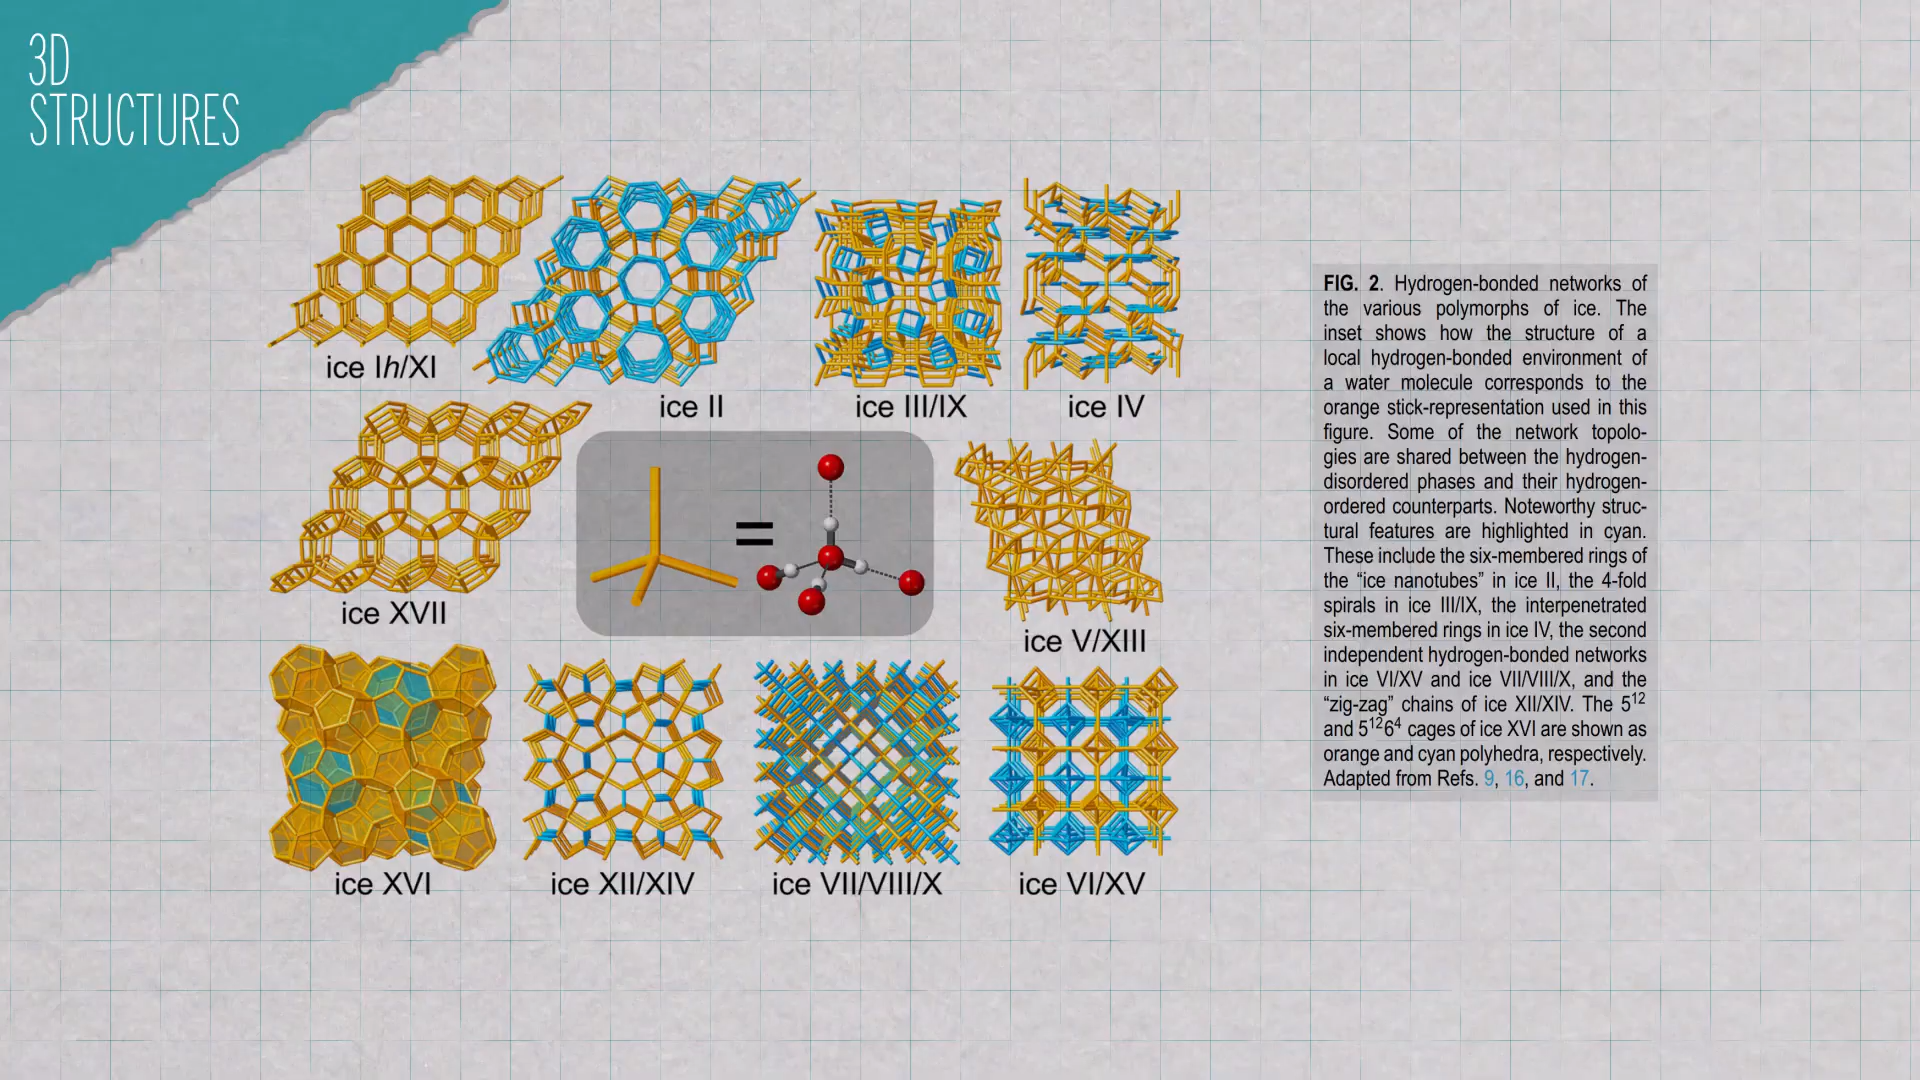 3D
STRUCTURES
ice Ih/XI
ice II
ice III/IX
ice IV
ice XVII
=
ice V/XIII
ice XVI
ice XII/XIV
ice VII/VIII/X
ice VI/XV
FIG. 2. Hydrogen-bonded networks of
the various polymorphs of ice. The
inset shows how the structure of a
local hydrogen-bonded environment of
a water molecule corresponds to the
orange stick-representation used in this
figure. Some of the network topolo-
gies are shared between the hydrogen-
disordered phases and their hydrogen-
ordered counterparts. Noteworthy struc-
tural features are highlighted in cyan.
These include the six-membered rings of
the “ice nanotubes” in ice II, the 4-fold
spirals in ice III/IX, the interpenetrated
six-membered rings in ice IV, the second
independent hydrogen-bonded networks
in ice VI/XV and ice VII/VIII/X, and the
“zig-zag” chains of ice XII/XIV. The 5¹²
and 5¹²6⁴ cages of ice XVI are shown as
orange and cyan polyhedra, respectively.
Adapted from Refs. 9, 16, and 17.